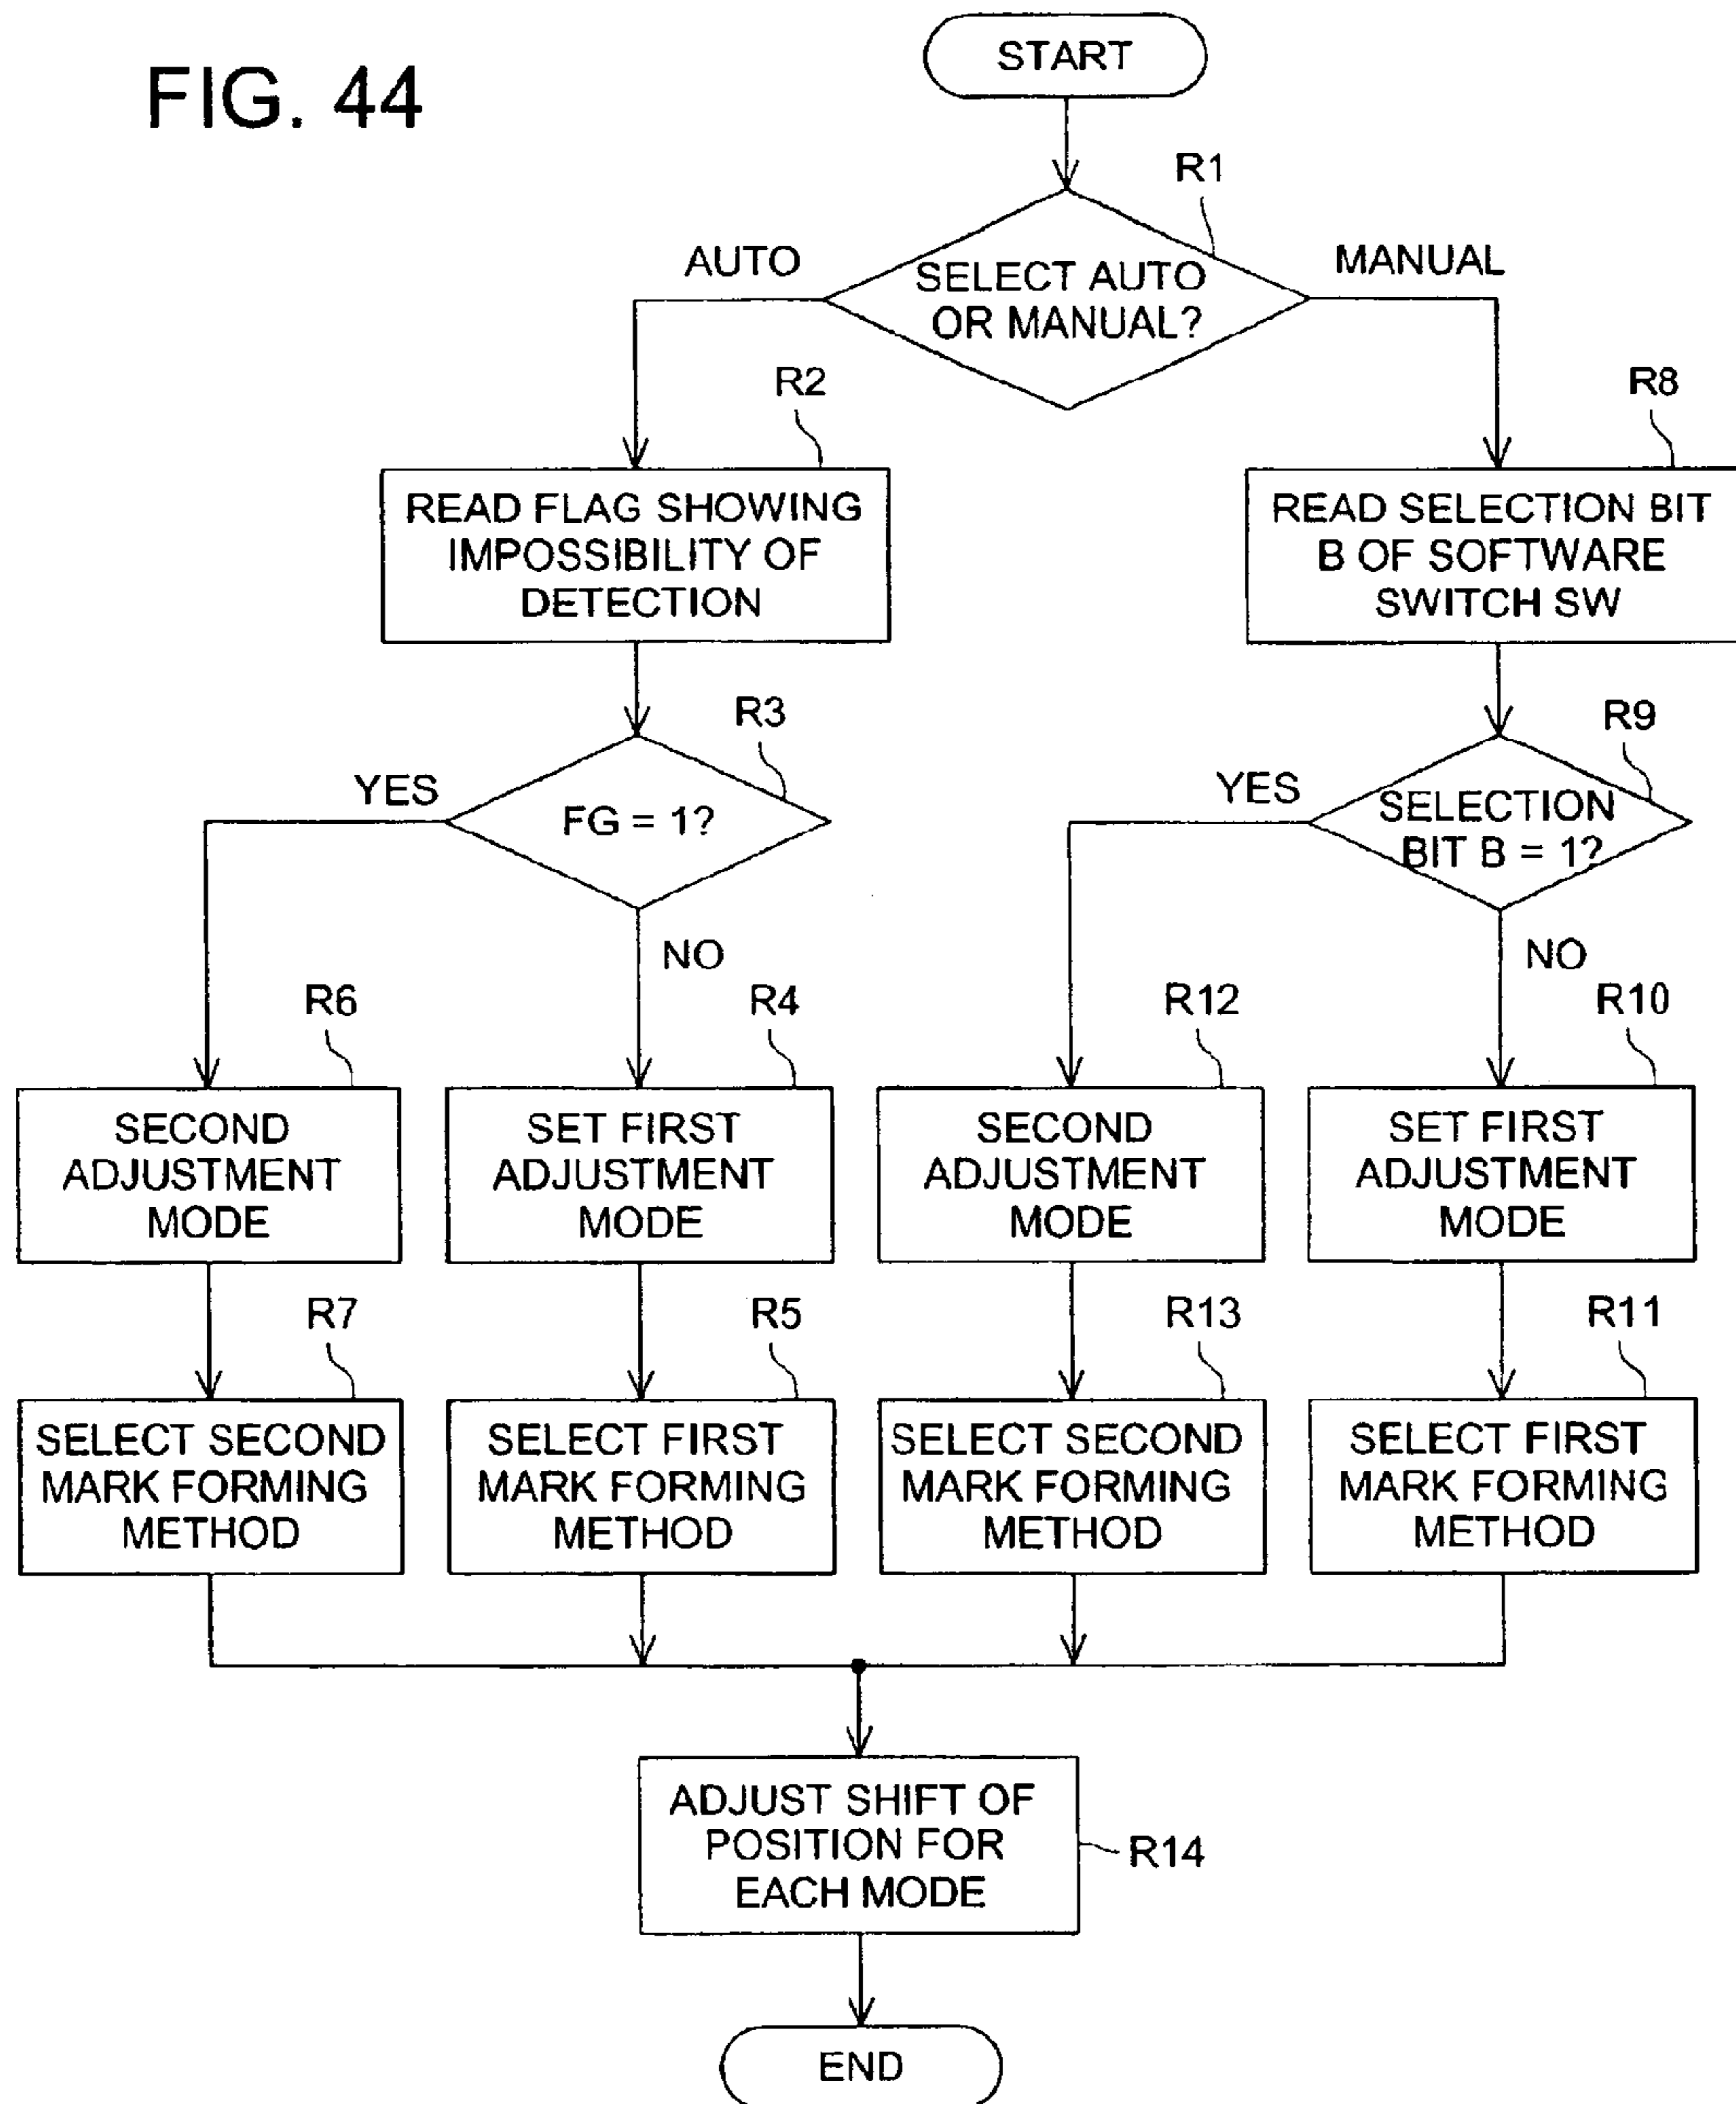 FIG. 44
START
R1
AUTO
MANUAL
SELECT AUTO
OR MANUAL?
R2
R8
READ FLAG SHOWING
IMPOSSIBILITY OF
DETECTION
READ SELECTION BIT
B OF SOFTWARE
SWITCH SW
R3
R9
YES
FG = 1?
NO
YES
SELECTION
BIT B = 1?
NO
R6
R4
R12
R10
SECOND
ADJUSTMENT
MODE
SET FIRST
ADJUSTMENT
MODE
SECOND
ADJUSTMENT
MODE
SET FIRST
ADJUSTMENT
MODE
R7
R5
R13
R11
SELECT SECOND
MARK FORMING
METHOD
SELECT FIRST
MARK FORMING
METHOD
SELECT SECOND
MARK FORMING
METHOD
SELECT FIRST
MARK FORMING
METHOD
ADJUST SHIFT OF
POSITION FOR
EACH MODE
R14
END